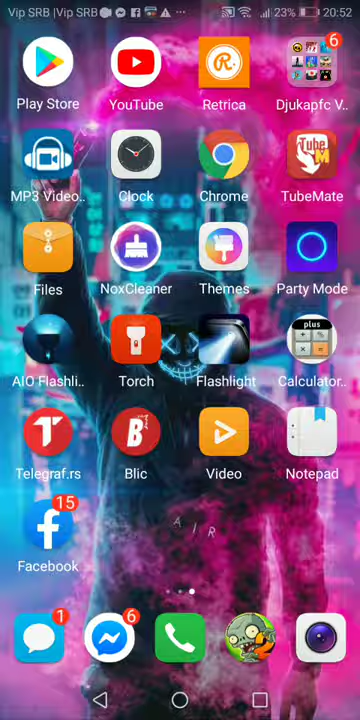 Vip SRB |Vip SRB
23%
20:52
6
Play Store
YouTube
R
Retrica
Djukapfc V..
MP3 Video..
Clock
Chrome
Tube
M
TubeMate
Files
NoxCleaner
Themes
Party Mode
plus
AIO Flashli..
Torch
Flashlight
Calculator..
T
B
Telegraf.rs
Blic
Video
Notepad
15
Facebook
AIR
1
6